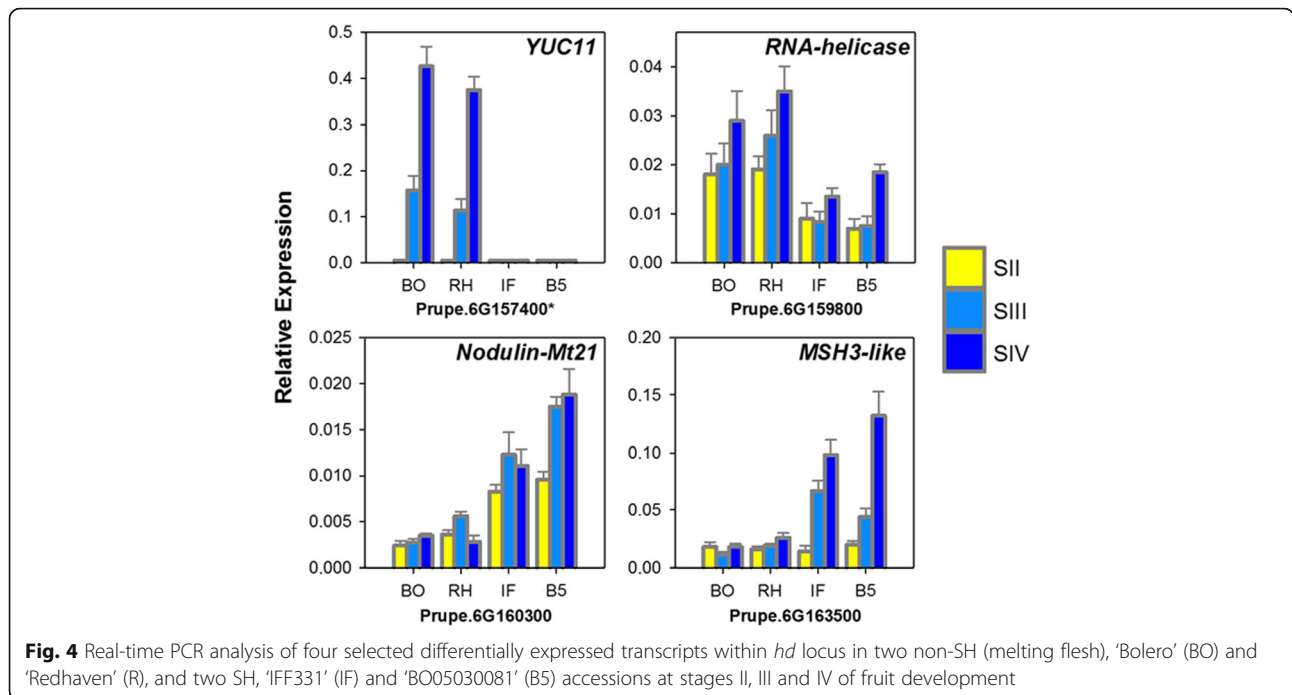 YUC11
0.5
0.4
0.3
0.2
0.1
0.0
BO RH IF B5
Prupe.6G157400*
RNA-helicase
0.04
0.03
0.02
0.01
0.00
BO RH IF B5
Prupe.6G159800
Relative Expression
SII
SIII
SIV
Nodulin-Mt21
0.025
0.020
0.015
0.010
0.005
0.000
BO RH IF B5
Prupe.6G160300
MSH3-like
0.20
0.15
0.10
0.05
0.00
BO RH IF B5
Prupe.6G163500
Fig. 4 Real-time PCR analysis of four selected differentially expressed transcripts within hd locus in two non-SH (melting flesh), ‘Bolero’ (BO) and
‘Redhaven’ (R), and two SH, ‘IFF331’ (IF) and ‘BO05030081’ (B5) accessions at stages II, III and IV of fruit development